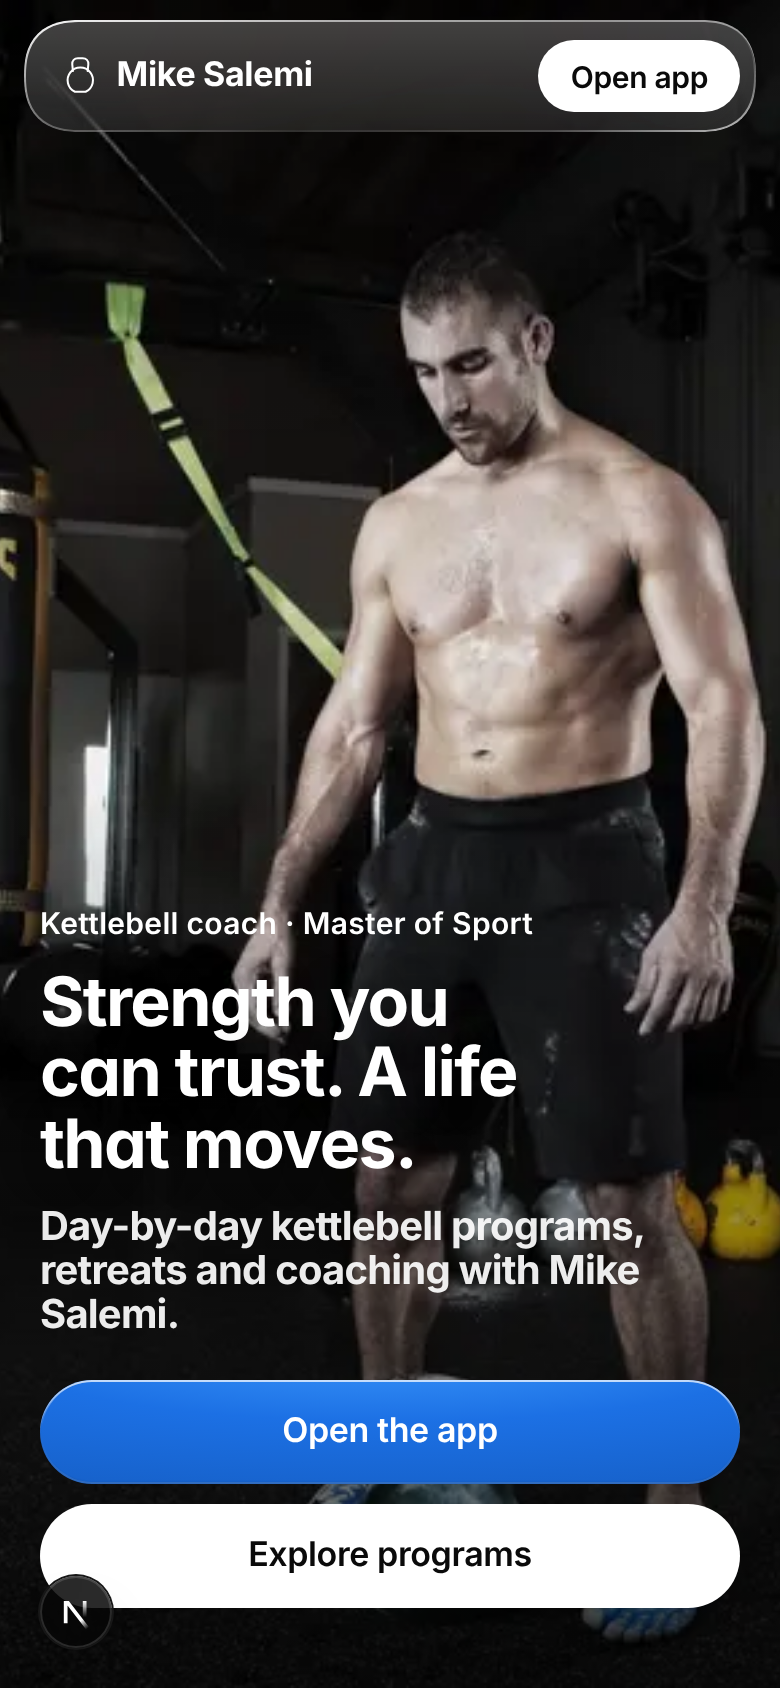 Mike Salemi
Open app
Kettlebell coach · Master of Sport
Strength you
can trust. A life
that moves.
Day-by-day kettlebell programs,
retreats and coaching with Mike
Salemi.
Open the app
Explore programs
N